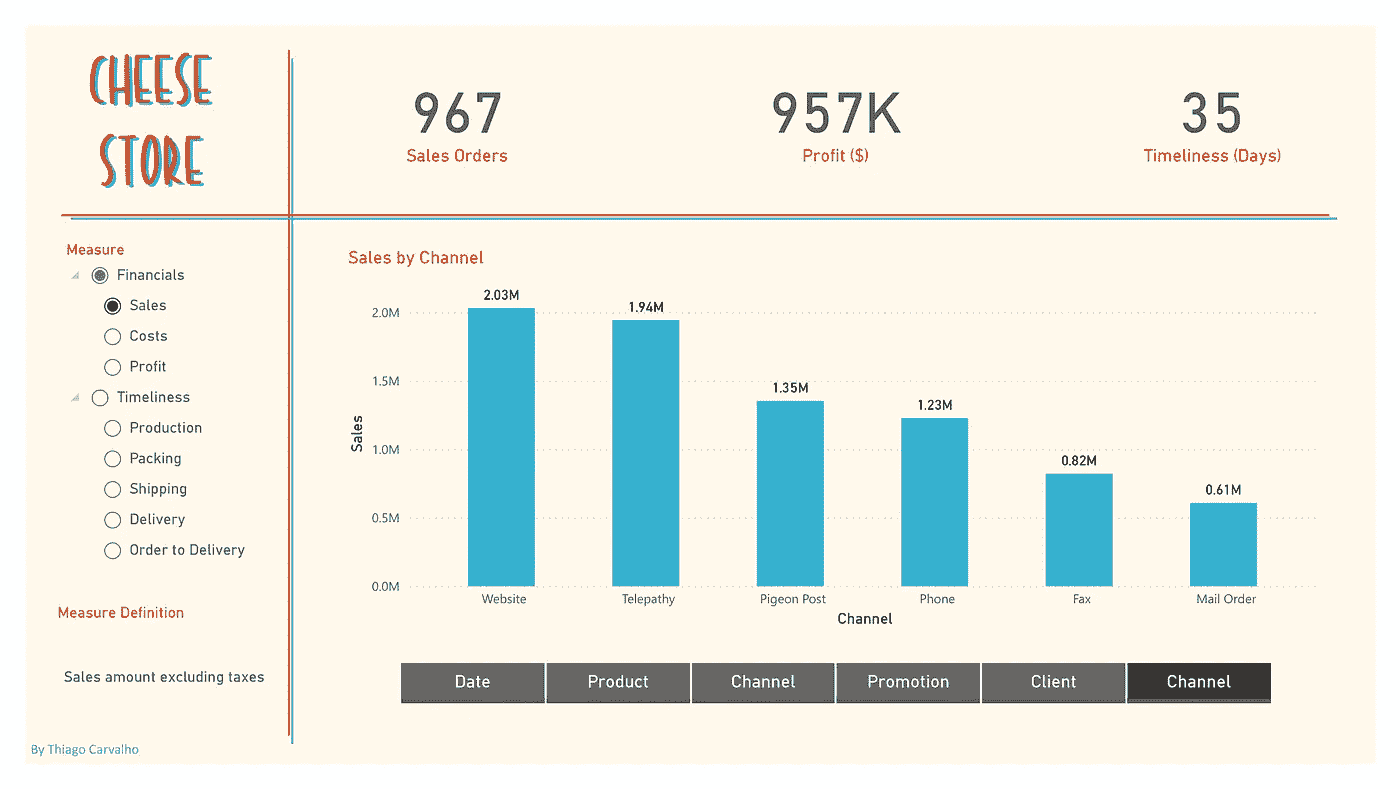 CHEESE
STORE
967
Sales Orders
957K
Profit ($)
35
Timeliness (Days)
Measure
Financials
Sales
Costs
Profit
Timeliness
Production
Packing
Shipping
Delivery
Order to Delivery
Measure Definition
Sales amount excluding taxes
By Thiago Carvalho
Sales by Channel
Sales
2.0M
1.5M
1.0M
0.5M
0.0M
2.03M
1.94M
1.35M
1.23M
0.82M
0.61M
Website
Telepathy
Pigeon Post
Phone
Fax
Mail Order
Channel
Date
Product
Channel
Promotion
Client
Channel